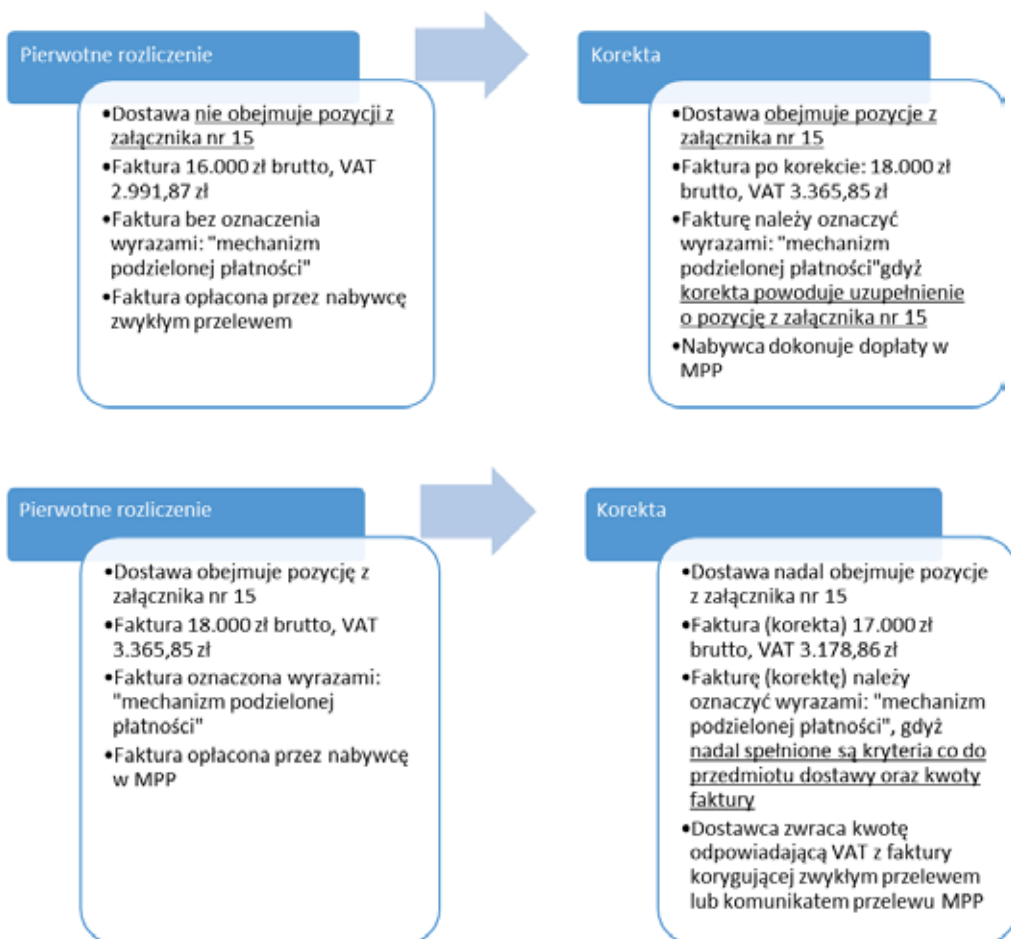 Pierwotne rozliczenie
•Dostawa nie obejmuje pozycji z
załącznika nr 15
•Faktura 16.000 zł brutto, VAT
2.991,87 zł
•Faktura bez oznaczenia
wyrazami: "mechanizm
podzielonej płatności"
•Faktura opłacona przez nabywcę
zwykłym przelewem
Korekta
•Dostawa obejmuje pozycje z
załącznika nr 15
•Faktura po korekcie: 18.000 zł
brutto, VAT 3.365,85 zł
•Fakturę należy oznaczyć
wyrazami: "mechanizm
podzielonej płatności"gdyż
korekta powoduje uzupełnienie
o pozycję z załącznika nr 15
•Nabywca dokonuje dopłaty w
MPP
Pierwotne rozliczenie
•Dostawa obejmuje pozycję z
załącznika nr 15
•Faktura 18.000 zł brutto, VAT
3.365,85 zł
•Faktura oznaczona wyrazami:
"mechanizm podzielonej
płatności"
•Faktura opłacona przez nabywcę
w MPP
Korekta
•Dostawa nadal obejmuje pozycje
z załącznika nr 15
•Faktura (korekta) 17.000 zł
brutto, VAT 3.178,86 zł
•Fakturę (korektę) należy
oznaczyć wyrazami: "mechanizm
podzielonej płatności", gdyż
nadal spełnione są kryteria co do
przedmiotu dostawy oraz kwoty
faktury
•Dostawca zwraca kwotę
odpowiadającą VAT z faktury
korygującej zwykłym przelewem
lub komunikatem przelewu MPP